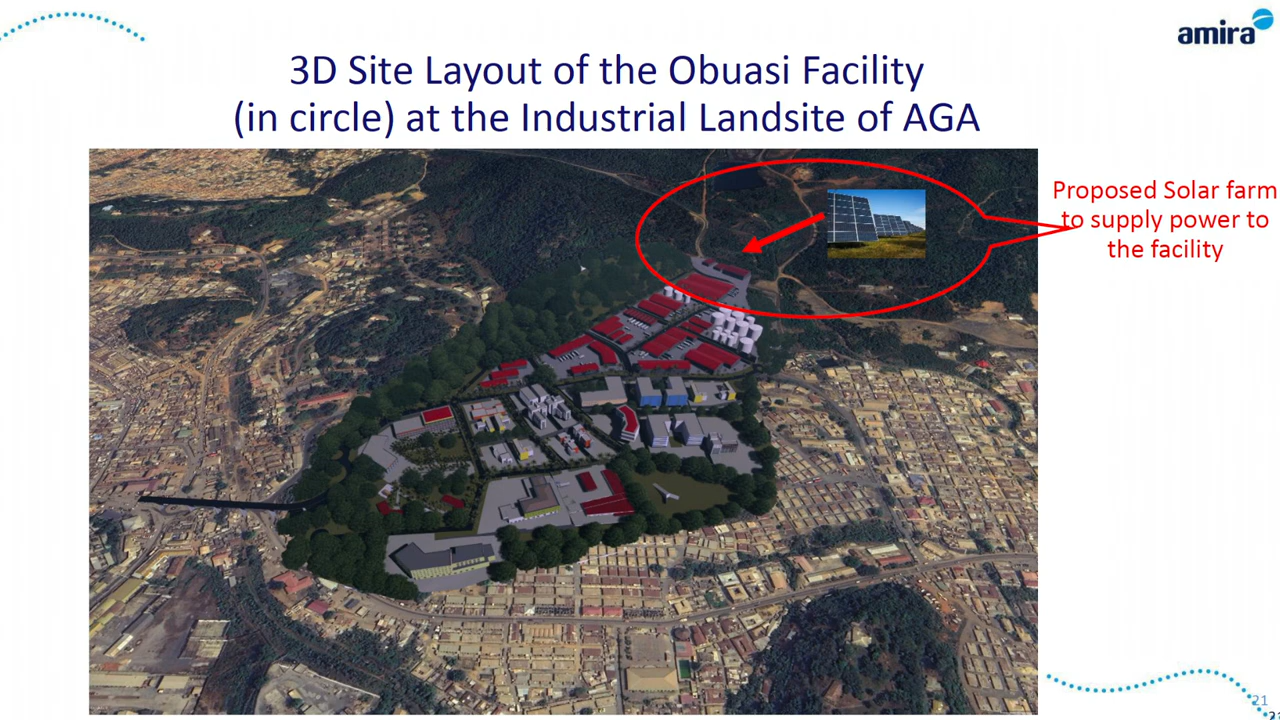 amira
3D Site Layout of the Obuasi Facility
(in circle) at the Industrial Landsite of AGA
Proposed Solar farm
to supply power to
the facility
21
21